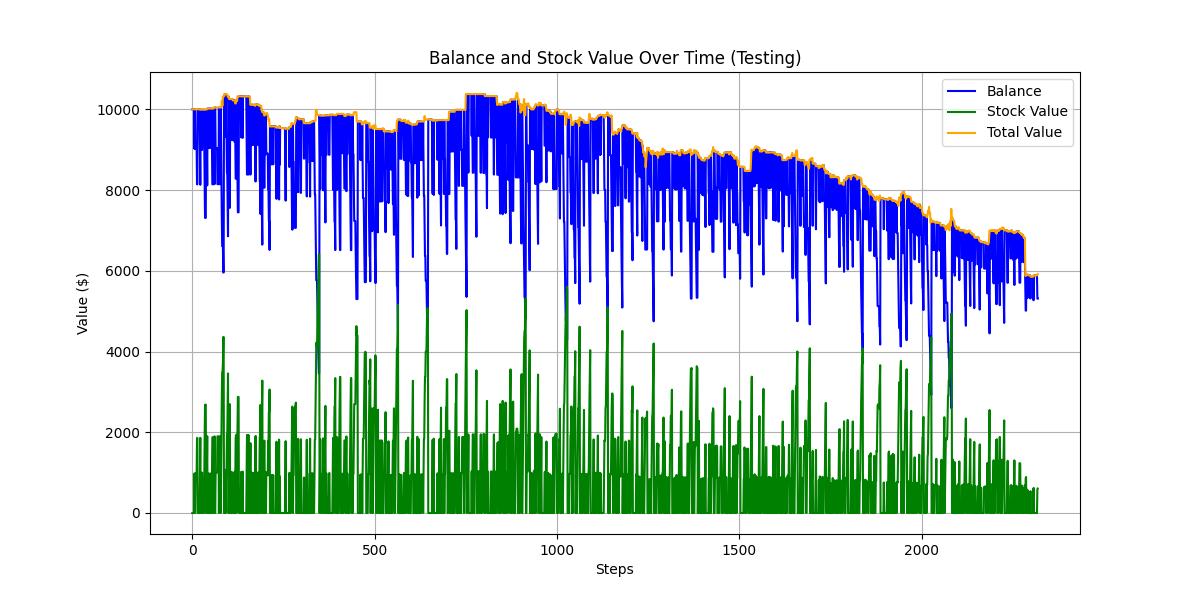 Balance and Stock Value Over Time (Testing)
Balance
Stock Value
Total Value
10000
8000
6000
4000
2000
0
Value ($)
0 500 1000 1500 2000
Steps